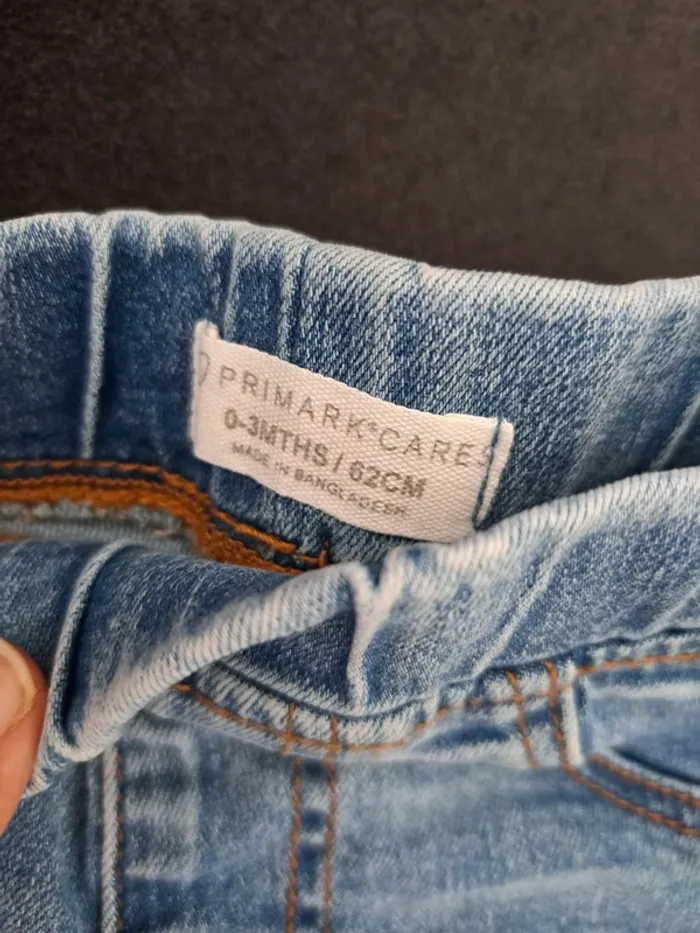 PRIMARK®CARES
0-3MTHS / 62CM
MADE IN BANGLADESH